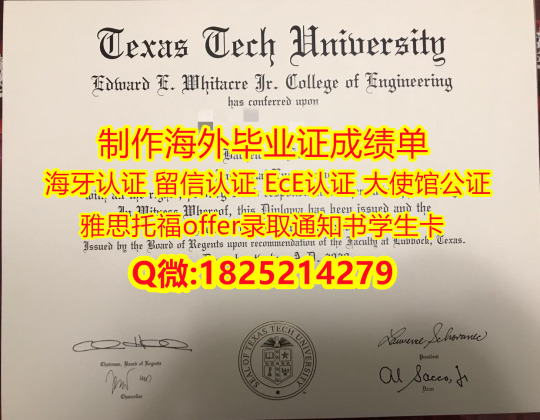 Texas Tech University
Edward E. Whitacre Jr. College of Engineering
has conferred upon
制作海外毕业证成绩单
海牙认证 留信认证 EcE认证 太使馆公证
In Witness Whereof, this Diploma has been issued and the
雅思托福offer录取通知书学生卡
Issued by the Board of Regents upon recommendation of the Faculty at Lubbock, Texas.
Q微:1825214279
SEAL OF TEXAS TECH UNIVERSITY
Chairman, Board of Regents
Chancellor
President
Dean